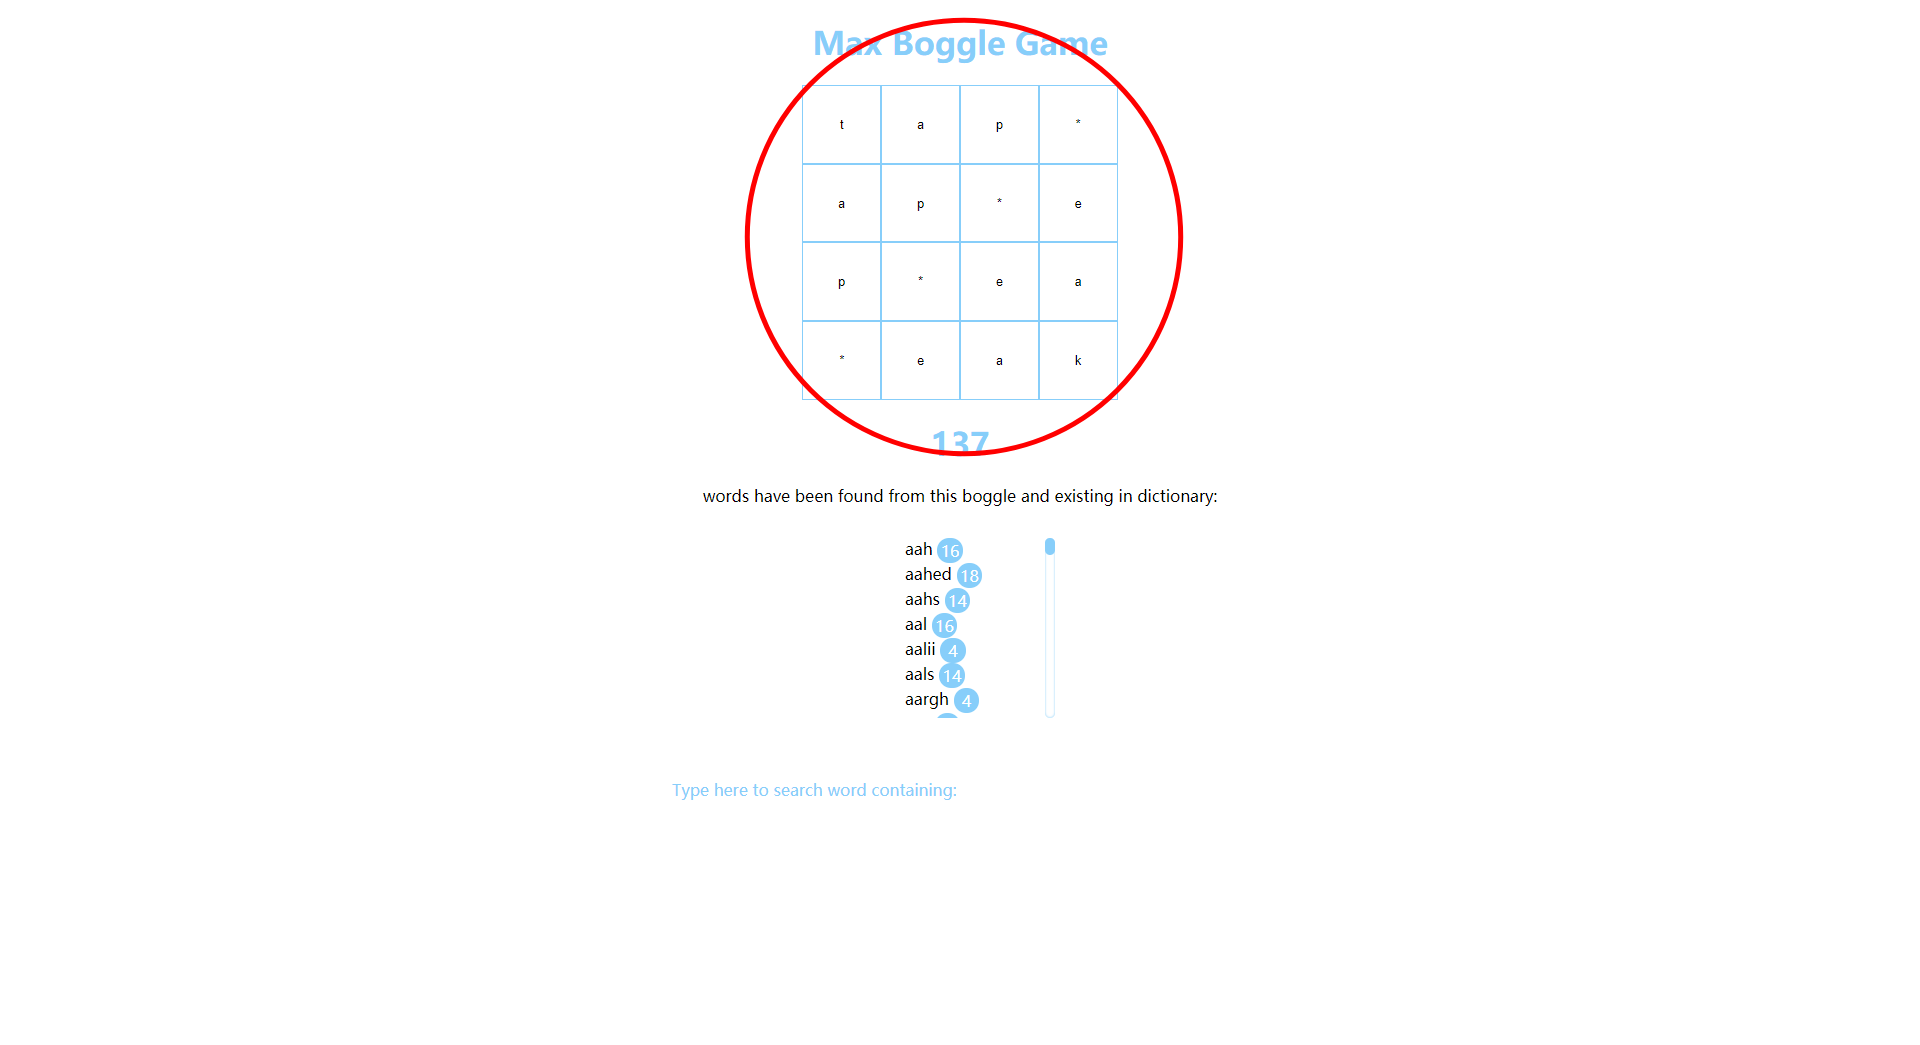 Max Boggle Game
t a p *
a p * e
p * e a
* e a k
137
words have been found from this boggle and existing in dictionary:
aah 16
aahed 18
aahs 14
aal 16
aalii 4
aals 14
aargh 4
Type here to search word containing: